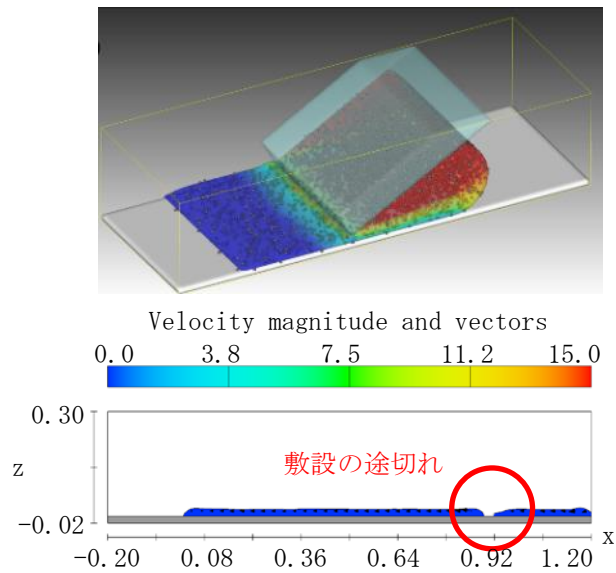 Velocity magnitude and vectors
0.0 3.8 7.5 11.2 15.0
0.30
敷設の途切れ
z
-0.02
x
-0.20 0.08 0.36 0.64 0.92 1.20